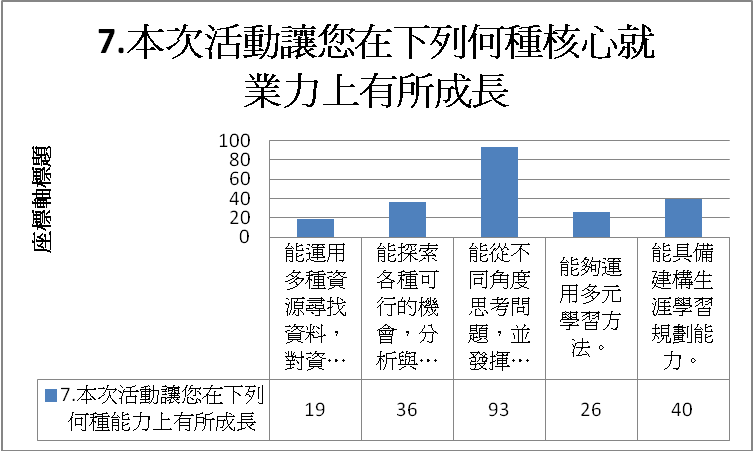 7.本次活動讓您在下列何種核心就
業力上有所成長
座標軸標題
100
80
60
40
20
0
能運用
多種資
源尋找
資料，
對資…
能探索
各種可
行的機
會，分
析與…
能從不
同角度
思考問
題，並
發揮…
能夠運
用多元
學習方
法。
能具備
建構生
涯學習
規劃能
力。
7.本次活動讓您在下列
何種能力上有所成長
19
36
93
26
40